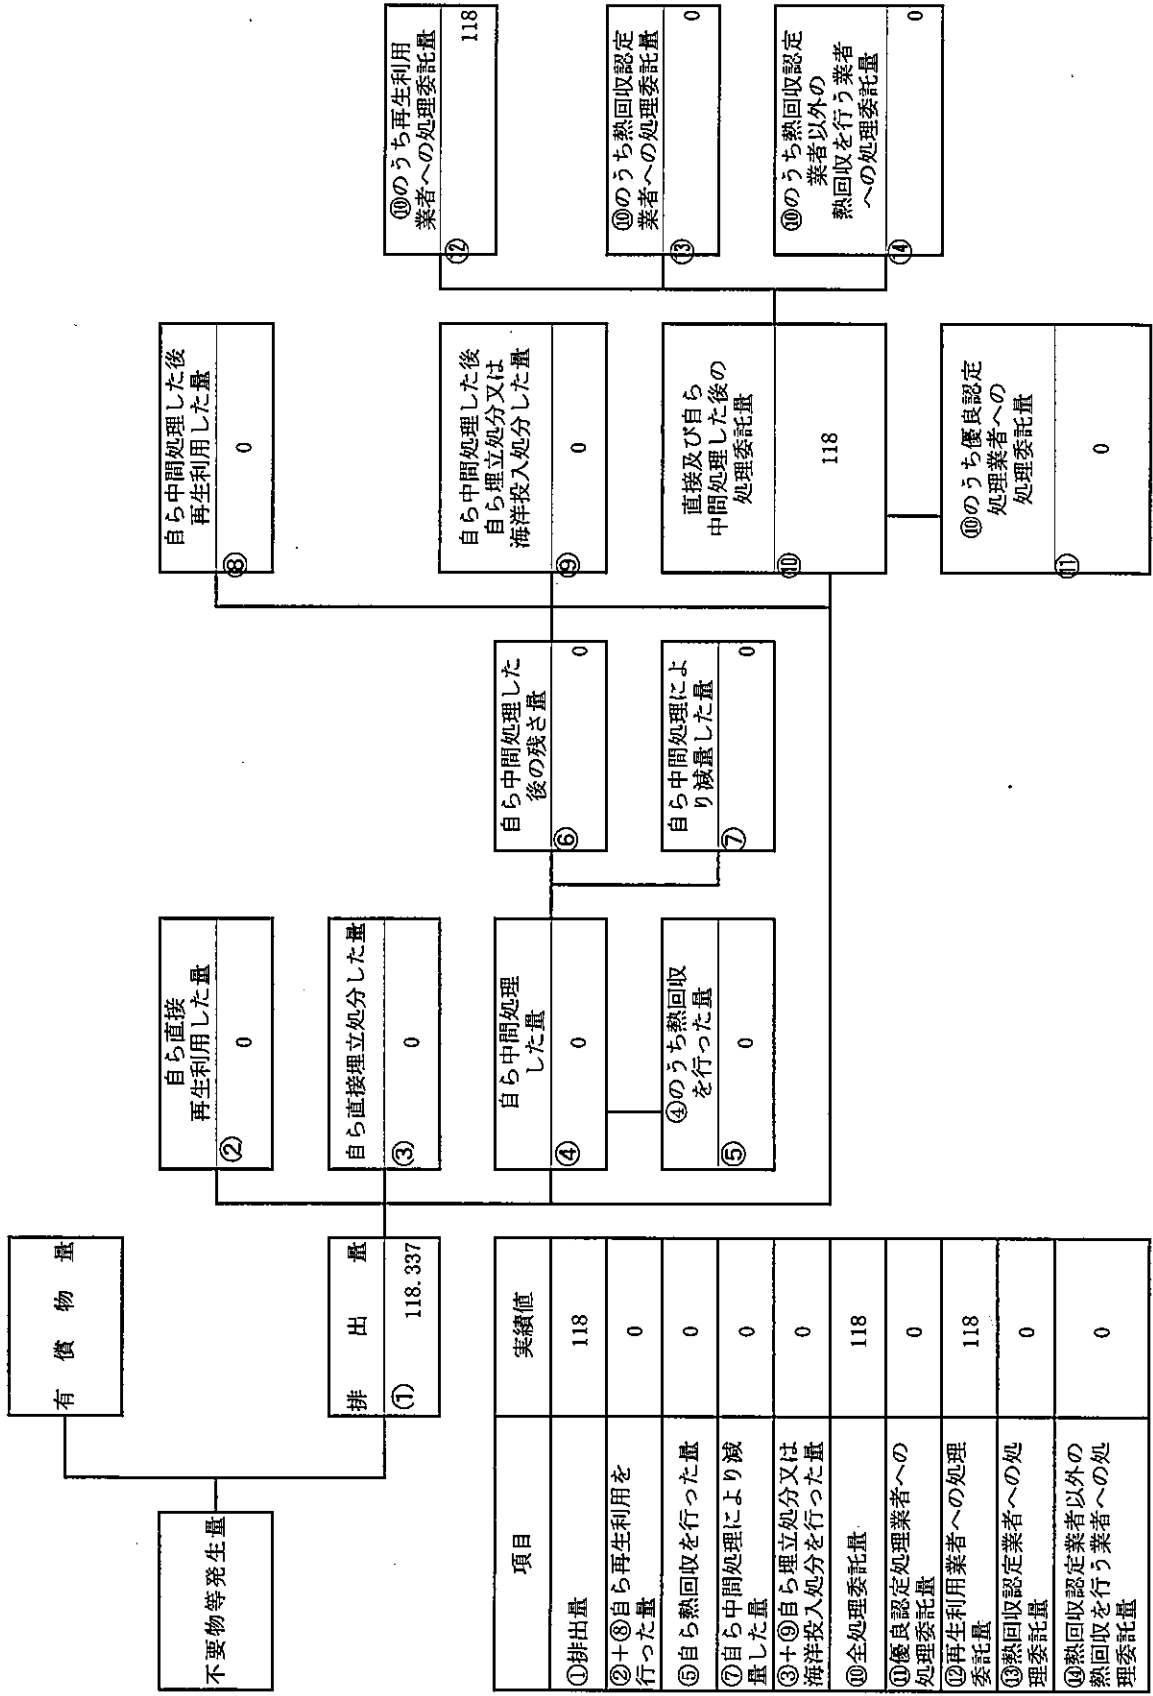 不要物等発生量
有 償 物 量
排 出 量
① 118.337
自ら直接
再生利用した量
② 0
自ら直接埋立処分した量
③ 0
自ら中間処理
した量
④ 0
④のうち熱回収
を行った量
⑤ 0
自ら中間処理した
後の残さ量
⑥ 0
自ら中間処理によ
り減量した量
⑦ 0
自ら中間処理した後
再生利用した量
⑧ 0
自ら中間処理した後
自ら埋立処分又は
海洋投入処分した量
⑨ 0
直接及び自ら
中間処理した後の
処理委託量
⑩ 118
⑩のうち優良認定
処理業者への
処理委託量
⑪ 0
⑩のうち再生利用
業者への処理委託量
⑫ 118
⑩のうち熱回収認定
業者への処理委託量
⑬ 0
⑩のうち熱回収認定
業者以外の
熱回収を行う業者
への処理委託量
⑭ 0
項目 実績値
①排出量 118
②+⑧自ら再生利用を
行った量 0
⑤自ら熱回収を行った量 0
⑦自ら中間処理により減
量した量 0
③+⑨自ら埋立処分又は
海洋投入処分を行った量 0
⑩全処理委託量 118
⑪優良認定処理業者への
処理委託量 0
⑫再生利用業者への処理
委託量 118
⑬熱回収認定業者への処
理委託量 0
⑭熱回収認定業者以外の
熱回収を行う業者への処
理委託量 0